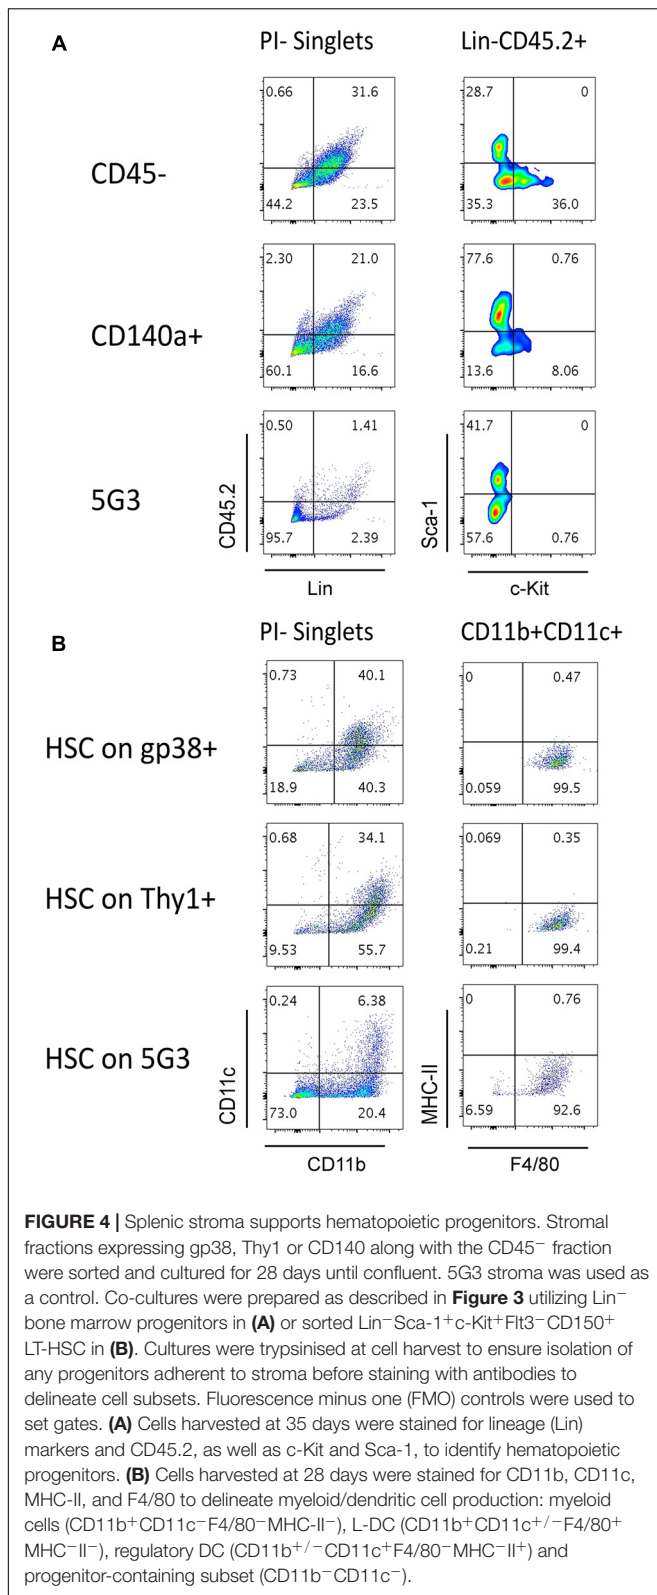 A
PI- Singlets
Lin-CD45.2+
CD45-
0.66 31.6
44.2 23.5
28.7 0
35.3 36.0
CD140a+
2.30 21.0
60.1 16.6
77.6 0.76
13.6 8.06
5G3
0.50 1.41
95.7 2.39
41.7 0
57.6 0.76
CD45.2
Lin
Sca-1
c-Kit
B
PI- Singlets
CD11b+CD11c+
HSC on gp38+
0.73 40.1
18.9 40.3
0 0.47
0.059 99.5
HSC on Thy1+
0.68 34.1
9.53 55.7
0.069 0.35
0.21 99.4
HSC on 5G3
0.24 6.38
73.0 20.4
0 0.76
6.59 92.6
CD11c
CD11b
MHC-II
F4/80
FIGURE 4 | Splenic stroma supports hematopoietic progenitors. Stromal
fractions expressing gp38, Thy1 or CD140 along with the CD45⁻ fraction
were sorted and cultured for 28 days until confluent. 5G3 stroma was used as
a control. Co-cultures were prepared as described in Figure 3 utilizing Lin⁻
bone marrow progenitors in (A) or sorted Lin⁻Sca-1⁺c-Kit⁺Flt3⁻CD150⁺
LT-HSC in (B). Cultures were trypsinised at cell harvest to ensure isolation of
any progenitors adherent to stroma before staining with antibodies to
delineate cell subsets. Fluorescence minus one (FMO) controls were used to
set gates. (A) Cells harvested at 35 days were stained for lineage (Lin)
markers and CD45.2, as well as c-Kit and Sca-1, to identify hematopoietic
progenitors. (B) Cells harvested at 28 days were stained for CD11b, CD11c,
MHC-II, and F4/80 to delineate myeloid/dendritic cell production: myeloid
cells (CD11b⁺CD11c⁻F4/80⁻MHC-II⁻), L-DC (CD11b⁺CD11c⁺/⁻F4/80⁺
MHC⁻II⁻), regulatory DC (CD11b⁺/⁻CD11c⁺F4/80⁻MHC⁻II⁺) and
progenitor-containing subset (CD11b⁻CD11c⁻).